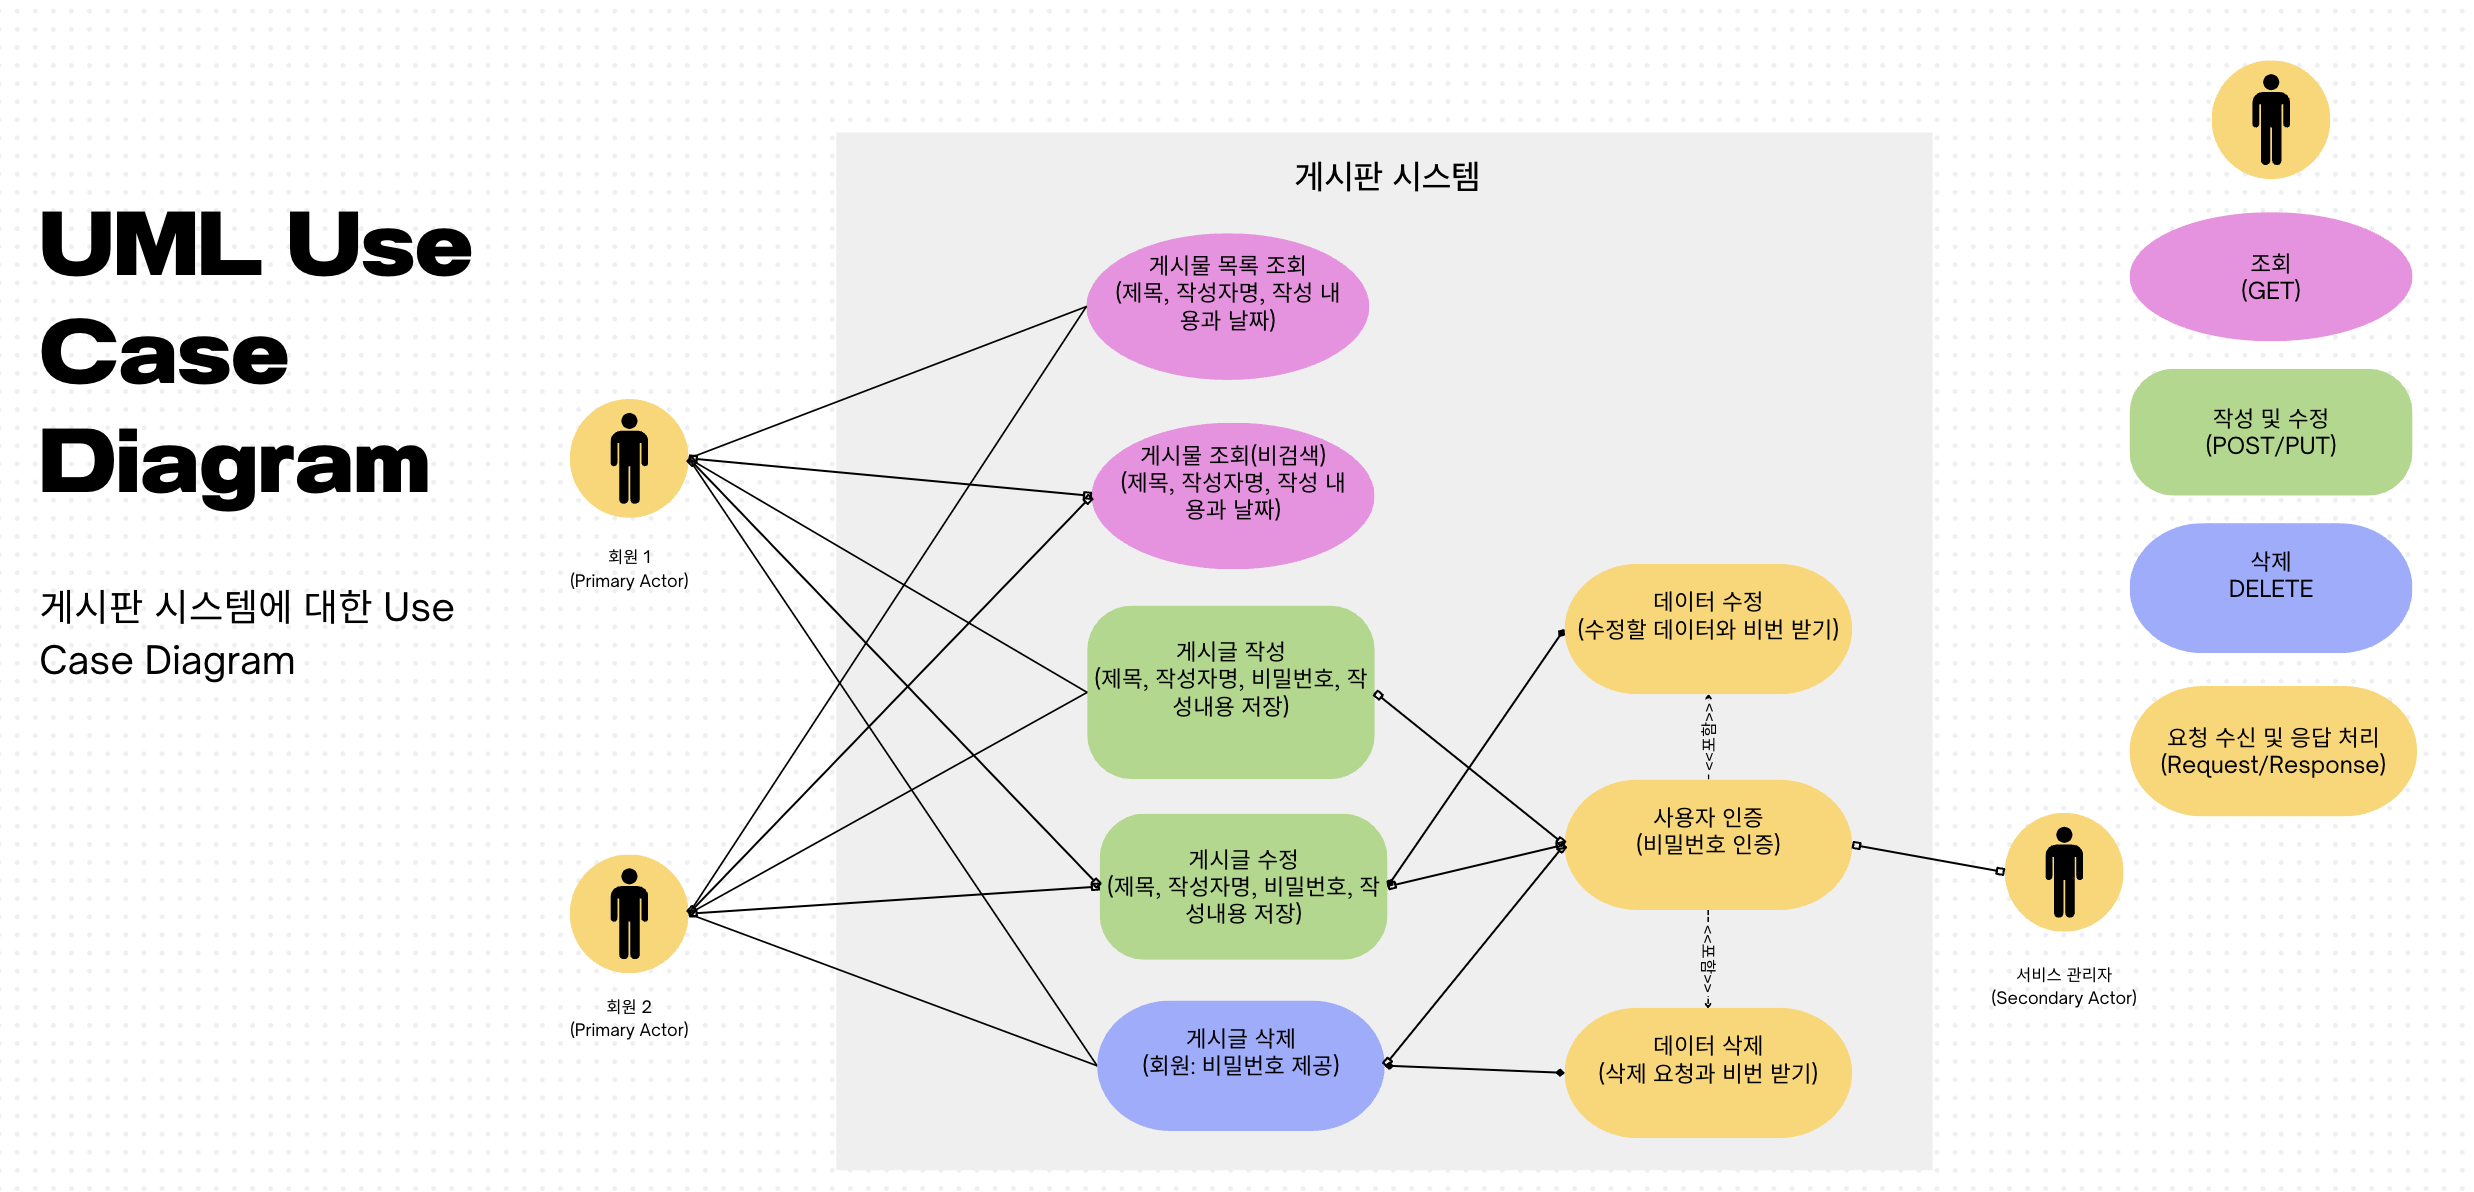 UML Use
Case
Diagram
게시판 시스템에 대한 Use
Case Diagram
회원 1
(Primary Actor)
회원 2
(Primary Actor)
게시판 시스템
게시물 목록 조회
(제목, 작성자명, 작성 내
용과 날짜)
게시물 조회(비검색)
(제목, 작성자명, 작성 내
용과 날짜)
게시글 작성
(제목, 작성자명, 비밀번호, 작
성내용 저장)
게시글 수정
(제목, 작성자명, 비밀번호, 작
성내용 저장)
게시글 삭제
(회원: 비밀번호 제공)
데이터 수정
(수정할 데이터와 비번 받기)
<<포함>>
사용자 인증
(비밀번호 인증)
<<포함>>
데이터 삭제
(삭제 요청과 비번 받기)
조회
(GET)
작성 및 수정
(POST/PUT)
삭제
DELETE
요청 수신 및 응답 처리
(Request/Response)
서비스 관리자
(Secondary Actor)